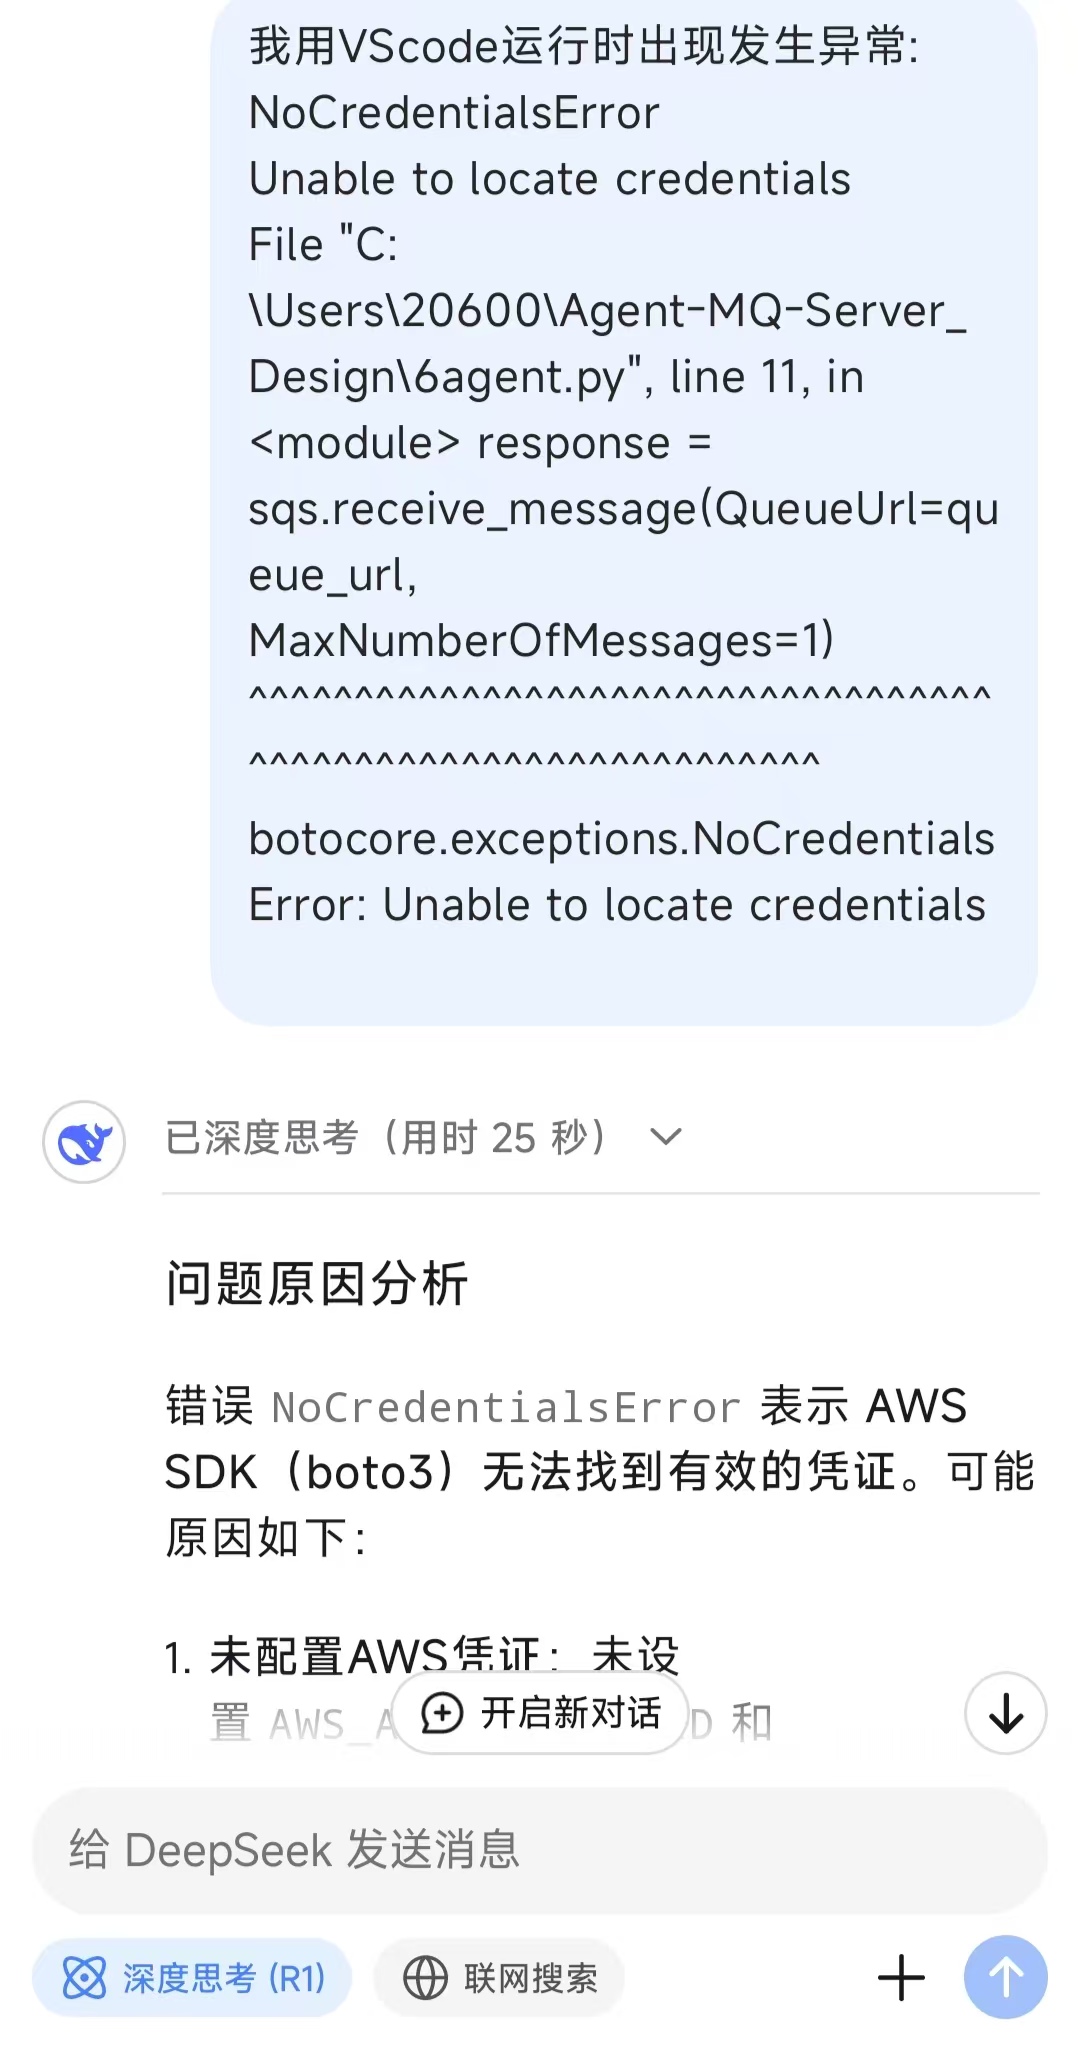 我用VScode运行时出现发生异常:
NoCredentialsError
Unable to locate credentials
File "C:
\Users\20600\Agent-MQ-Server_
Design\6agent.py", line 11, in
<module> response =
sqs.receive_message(QueueUrl=qu
eue_url,
MaxNumberOfMessages=1)
^^^^^^^^^^^^^^^^^^^^^^^^^^^^^^^^^^^
^^^^^^^^^^^^^^^^^^^^^^^^^^^
botocore.exceptions.NoCredentials
Error: Unable to locate credentials
已深度思考（用时 25 秒）
问题原因分析
错误 NoCredentialsError 表示 AWS
SDK（boto3）无法找到有效的凭证。可能
原因如下：
1. 未配置AWS凭证：未设
置 AWS_A D 和
开启新对话
给 DeepSeek 发送消息
深度思考 (R1)
联网搜索